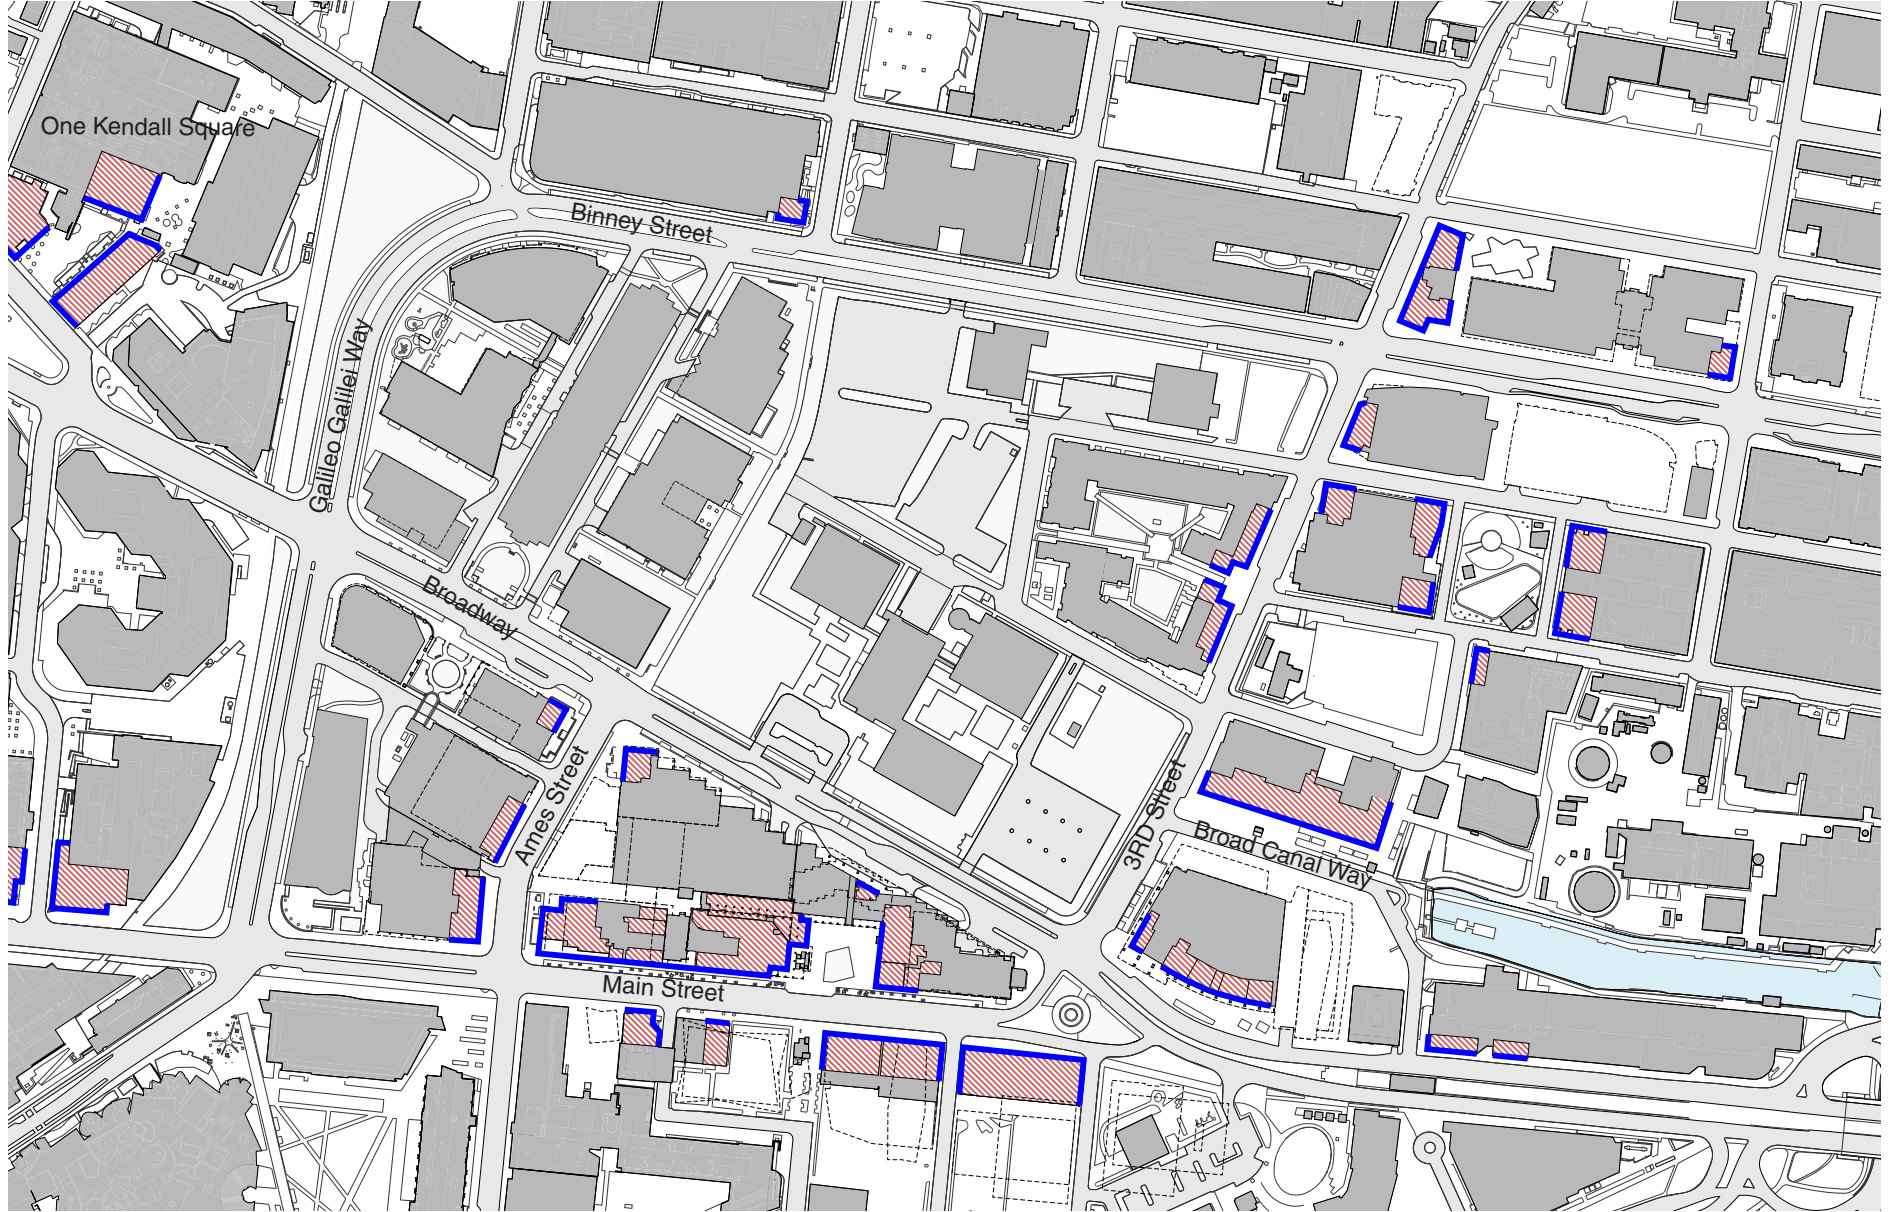 One Kendall Square
Binney Street
Galileo Galilei Way
Broadway
Ames Street
3RD Street
Broad Canal Way
Main Street